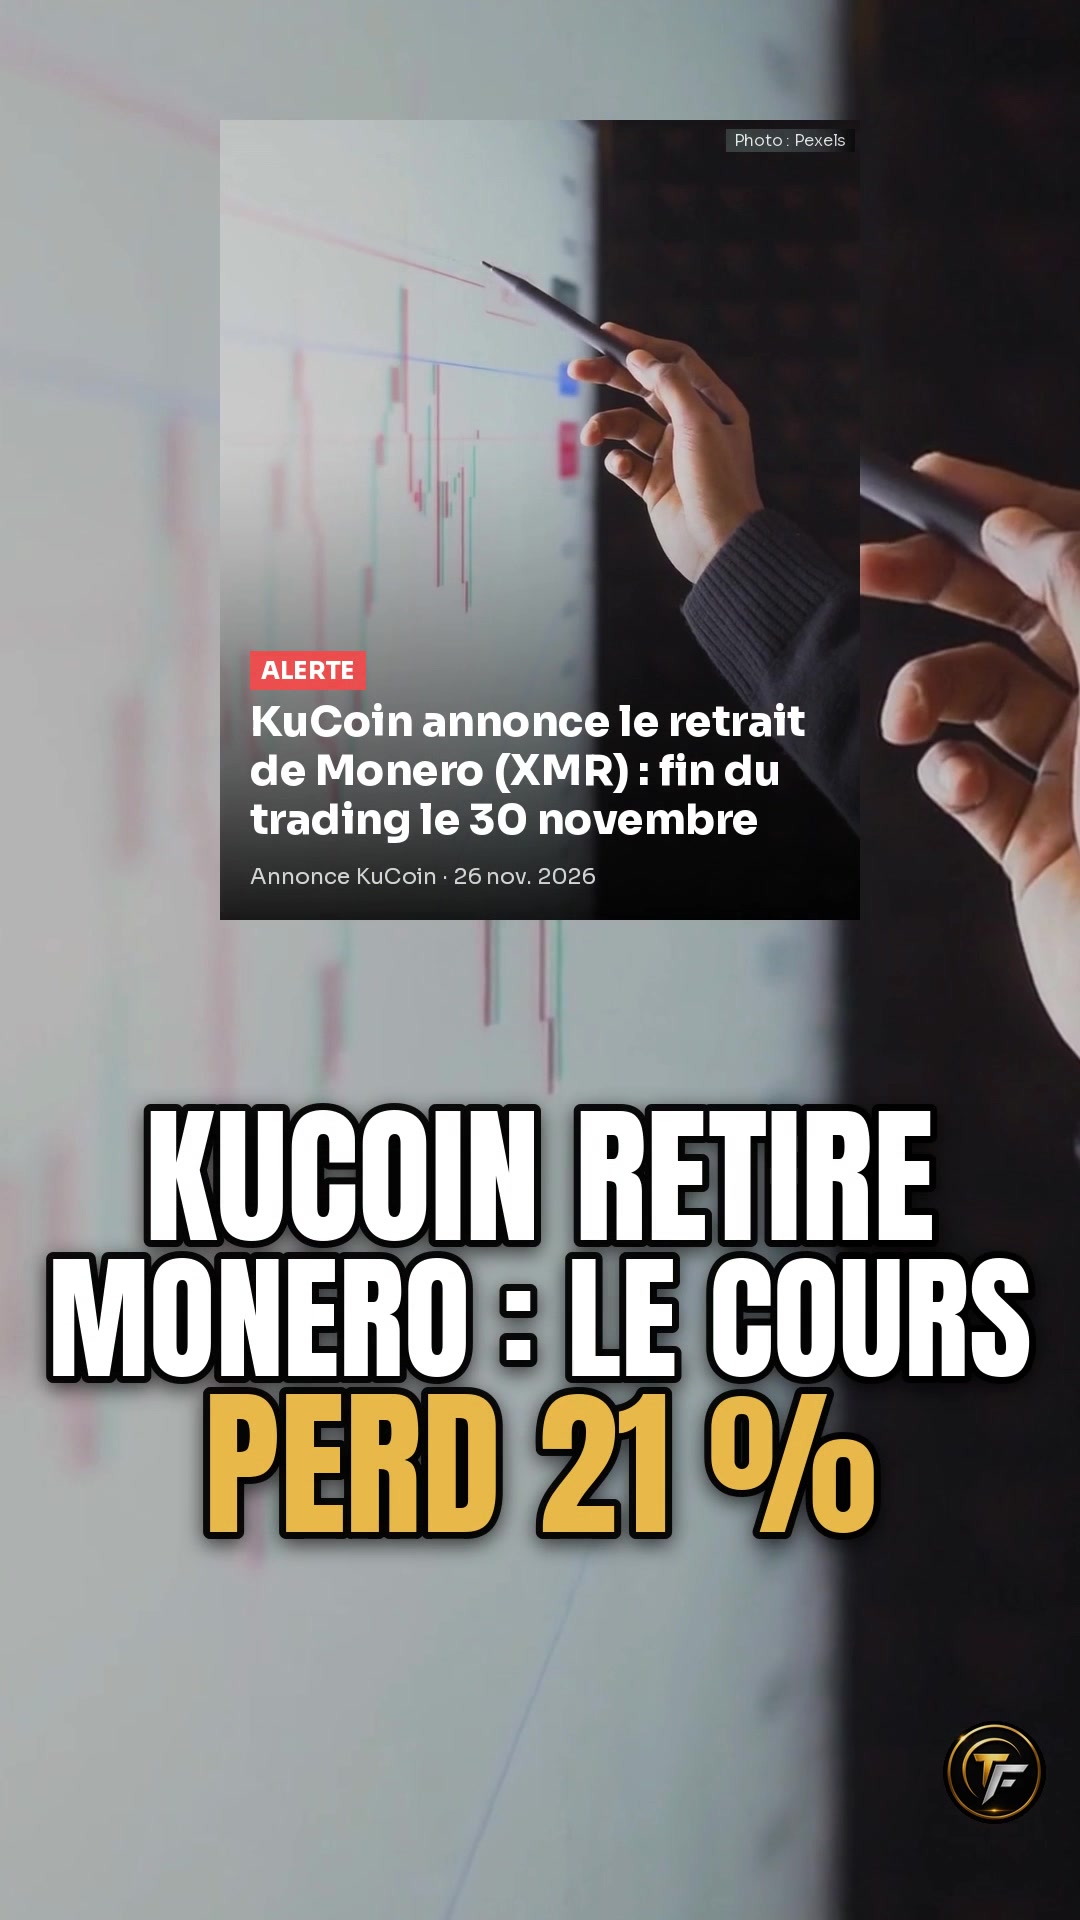 Photo : Pexels
ALERTE
KuCoin annonce le retrait
de Monero (XMR) : fin du
trading le 30 novembre
Annonce KuCoin · 26 nov. 2026
KUCOIN RETIRE
MONERO : LE COURS
PERD 21 %
TF